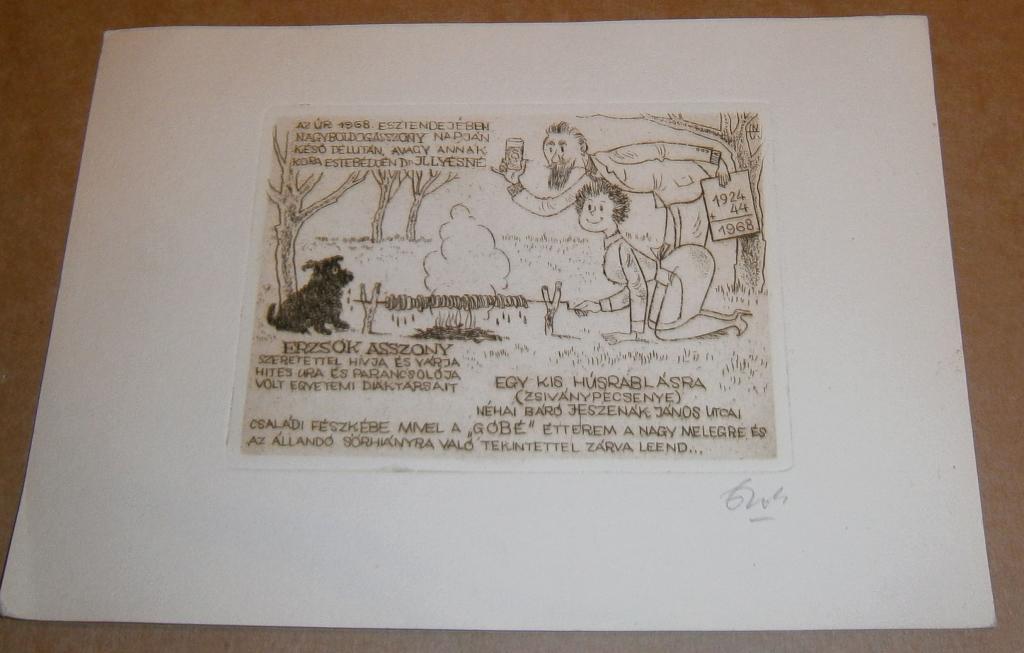 AZ ÚR 1968. ESZTENDEJÉBEN
NAGYBOLDOGASSZONY NAPJÁN
KÉSŐ DÉLUTÁN, AVAGY ANNAK
KORA ESTEBÉDJÉN Dr ILLYÉSNÉ
1924
+ 44
1968
ERZSÓK ASSZONY
SZERETETTEL HÍVJA ÉS VÁRJA
HITES URA ÉS PARANCSOLÓJA
VOLT EGYETEMI DIÁKTÁRSAIT
EGY KIS HÚSRABLÁSRA
(ZSIVÁNYPECSENYE)
NÉHAI BÁRÓ JESZENÁK JÁNOS UTCAI
CSALÁDI FÉSZKÉBE MIVEL A „GÖBÉ" ÉTTEREM A NAGY MELEGRE ÉS
AZ ÁLLANDÓ SÖRHIÁNYRA VALÓ TEKINTETTEL ZÁRVA LEEND...